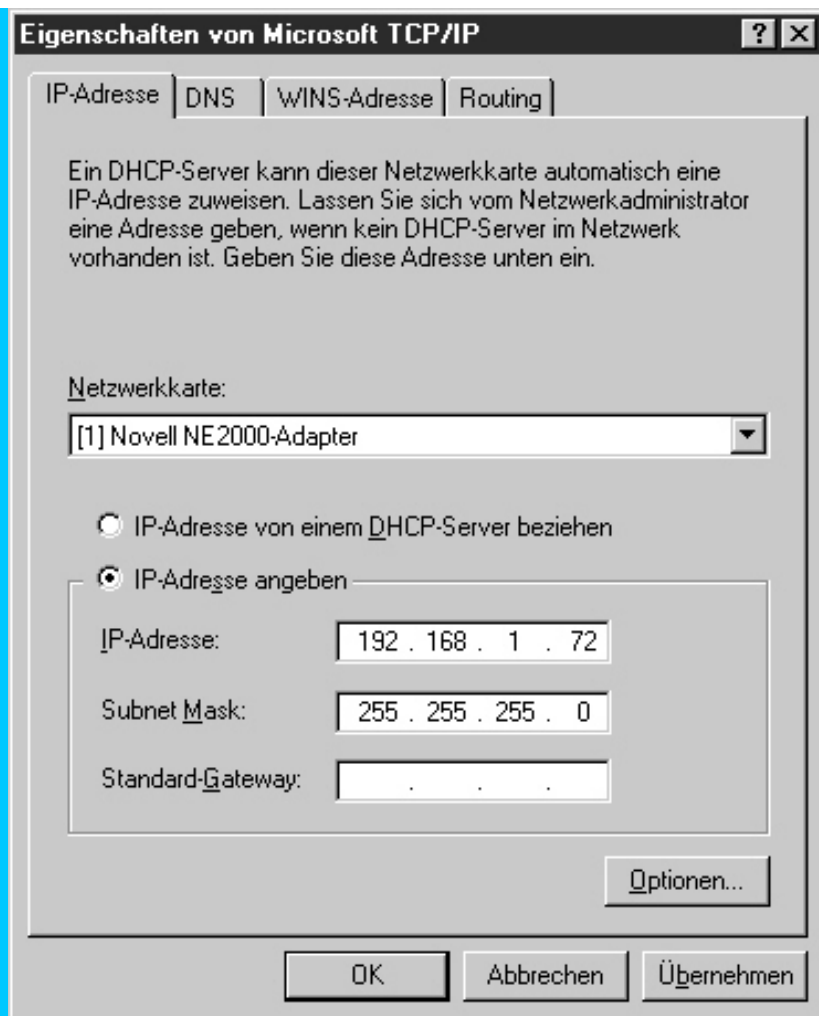 Eigenschaften von Microsoft TCP/IP
IP-Adresse DNS WINS-Adresse Routing
Ein DHCP-Server kann dieser Netzwerkkarte automatisch eine
IP-Adresse zuweisen. Lassen Sie sich vom Netzwerkadministrator
eine Adresse geben, wenn kein DHCP-Server im Netzwerk
vorhanden ist. Geben Sie diese Adresse unten ein.
Netzwerkkarte:
[1] Novell NE2000-Adapter
IP-Adresse von einem DHCP-Server beziehen
IP-Adresse angeben
IP-Adresse: 192 . 168 . 1 . 72
Subnet Mask: 255 . 255 . 255 . 0
Standard-Gateway: . . .
Optionen...
OK Abbrechen Übernehmen